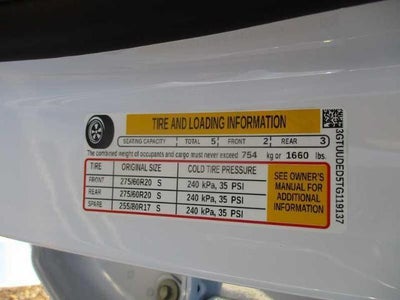 TIRE AND LOADING INFORMATION
SEATING CAPACITY TOTAL 5 FRONT 2 REAR 3
The combined weight of occupants and cargo must never exceed 754 kg or 1660 lbs.
TIRE ORIGINAL SIZE COLD TIRE PRESSURE
FRONT 275/60R20 S 240 kPa, 35 PSI
REAR 275/60R20 S 240 kPa, 35 PSI
SPARE 255/80R17 S 240 kPa, 35 PSI
SEE OWNER'S
MANUAL FOR
ADDITIONAL
INFORMATION
3GTUUDED5TG119137